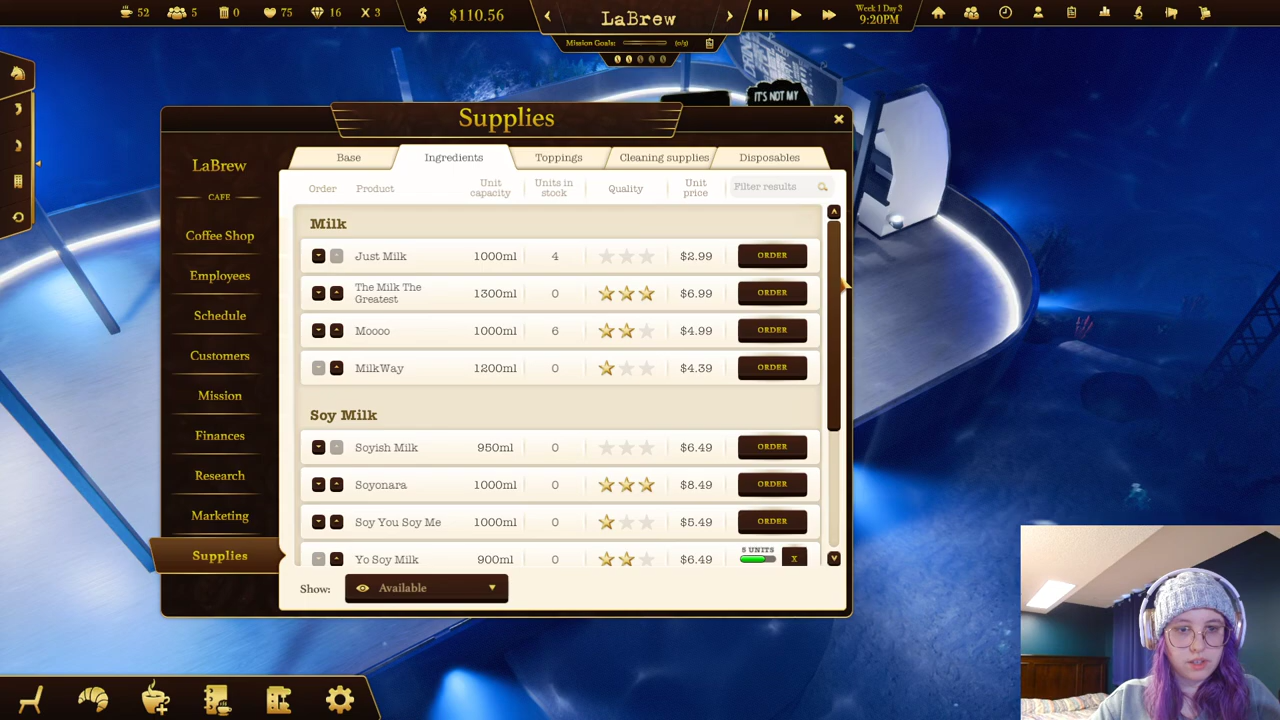 52 5 0 75 16 X 3 $ $110.56 LaBrew Week 1 Day 3
9:20PM
Mission Goals: (0/3)
IT'S NOT MY
Supplies
LaBrew
CAFE
Coffee Shop
Employees
Schedule
Customers
Mission
Finances
Research
Marketing
Supplies
Base Ingredients Toppings Cleaning supplies Disposables
Order Product Unit capacity Units in stock Quality Unit price Filter results
Milk
Just Milk 1000ml 4 $2.99 ORDER
The Milk The Greatest 1300ml 0 $6.99 ORDER
Moooo 1000ml 6 $4.99 ORDER
MilkWay 1200ml 0 $4.39 ORDER
Soy Milk
Soyish Milk 950ml 0 $6.49 ORDER
Soyonara 1000ml 0 $8.49 ORDER
Soy You Soy Me 1000ml 0 $5.49 ORDER
Yo Soy Milk 900ml 0 $6.49 5 UNITS X
Show: Available